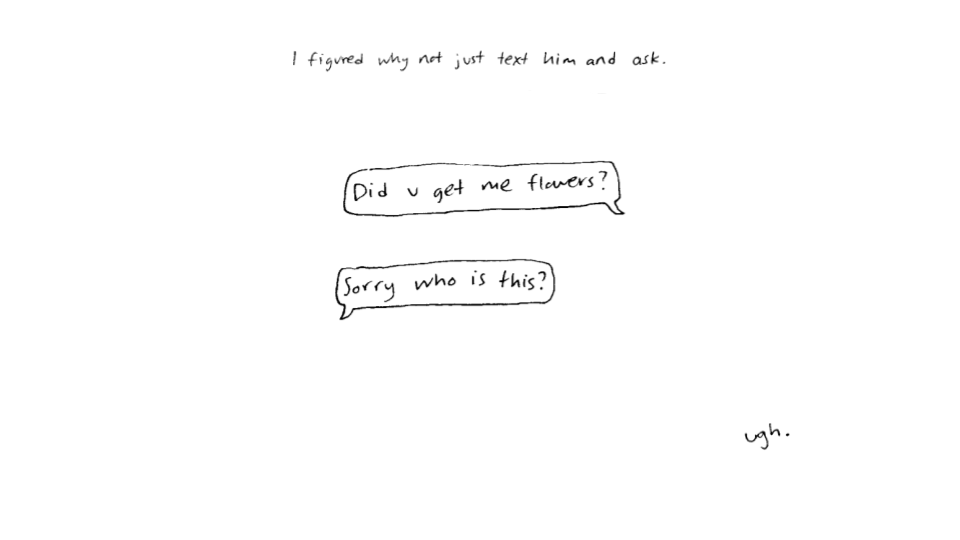 I figured why not just text him and ask.
Did u get me flowers?
Sorry who is this?
ugh.